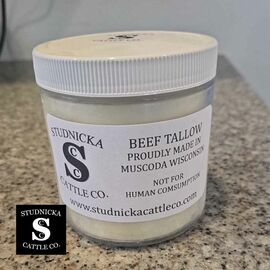 STUDNICKA
S
C
C
CATTLE CO.
BEEF TALLOW
PROUDLY MADE IN
MUSCODA WISCONSIN
NOT FOR
HUMAN COMSUMPTION
www.studnickacattleco.com
STUDNICKA
S
CATTLE CO.